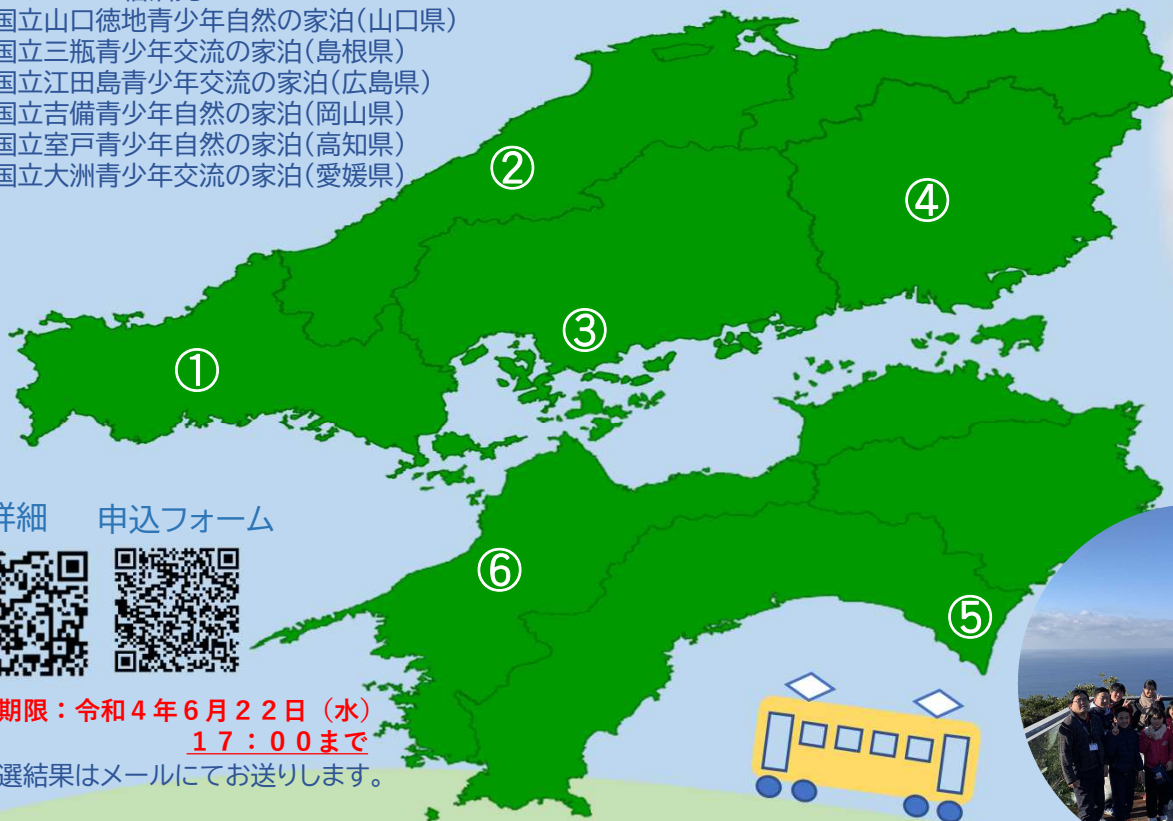 国立山口徳地青少年自然の家泊(山口県)
国立三瓶青少年交流の家泊(島根県)
国立江田島青少年交流の家泊(広島県)
国立吉備青少年自然の家泊(岡山県)
国立室戸青少年自然の家泊(高知県)
国立大洲青少年交流の家泊(愛媛県)
②
④
③
①
詳細 申込フォーム
⑥
⑤
期限：令和４年６月２２日（水）
１７：００まで
選結果はメールにてお送りします。